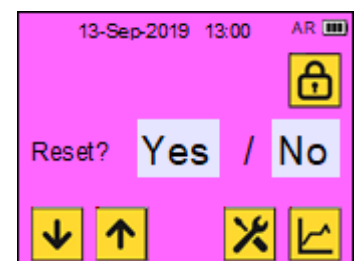 13-Sep-2019 13:00 AR
Reset? Yes / No